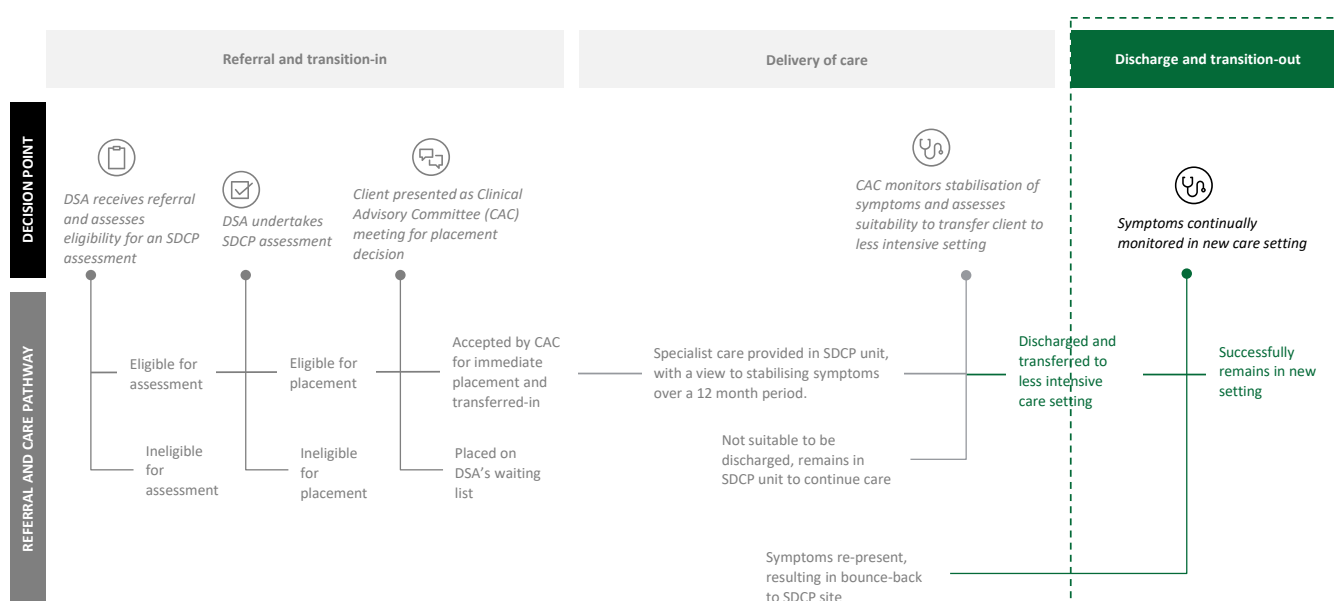 Referral and transition-in
Delivery of care
Discharge and transition-out
DECISION POINT
DSA receives referral
and assesses
eligibility for an SDCP
assessment
DSA undertakes
SDCP assessment
Client presented as Clinical
Advisory Committee (CAC)
meeting for placement
decision
CAC monitors stabilisation of
symptoms and assesses
suitability to transfer client to
less intensive setting
Symptoms continually
monitored in new care setting
REFERRAL AND CARE PATHWAY
Eligible for
assessment
Eligible for
placement
Accepted by CAC
for immediate
placement and
transferred-in
Specialist care provided in SDCP unit,
with a view to stabilising symptoms
over a 12 month period.
Discharged and
transferred to
less intensive
care setting
Successfully
remains in new
setting
Ineligible
for
assessment
Ineligible
for
placement
Placed on
DSA's waiting
list
Not suitable to be
discharged, remains in
SDCP unit to continue care
Symptoms re-present,
resulting in bounce-back
to SDCP site